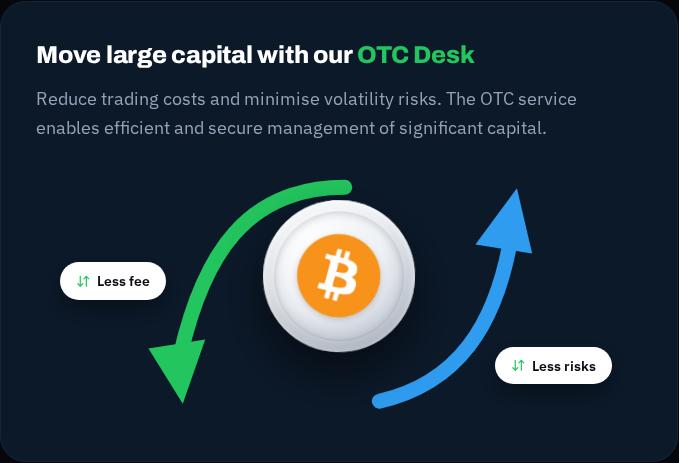 Move large capital with our OTC Desk
Reduce trading costs and minimise volatility risks. The OTC service
enables efficient and secure management of significant capital.
Less fee
Less risks